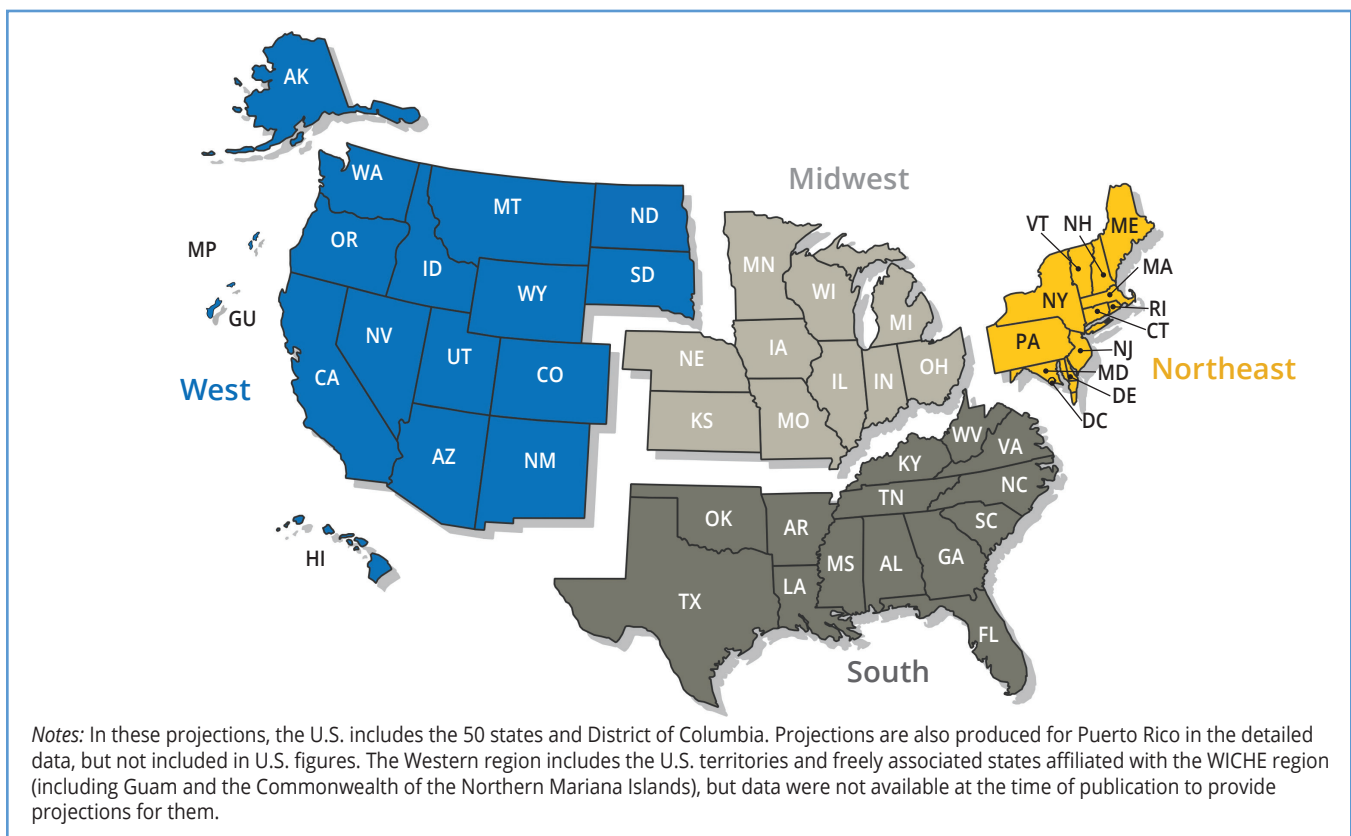 AK
WA
MT
ND
Midwest
VT
NH
ME
MP
OR
ID
SD
MN
MA
WY
WI
NY
RI
GU
MI
CT
NV
PA
NJ
UT
NE
IA
OH
West
CA
CO
IL
IN
MD
Northeast
DE
KS
MO
DC
WV
VA
AZ
NM
KY
NC
TN
OK
AR
SC
HI
MS
AL
GA
LA
TX
FL
South
Notes: In these projections, the U.S. includes the 50 states and District of Columbia. Projections are also produced for Puerto Rico in the detailed
data, but not included in U.S. figures. The Western region includes the U.S. territories and freely associated states affiliated with the WICHE region
(including Guam and the Commonwealth of the Northern Mariana Islands), but data were not available at the time of publication to provide
projections for them.